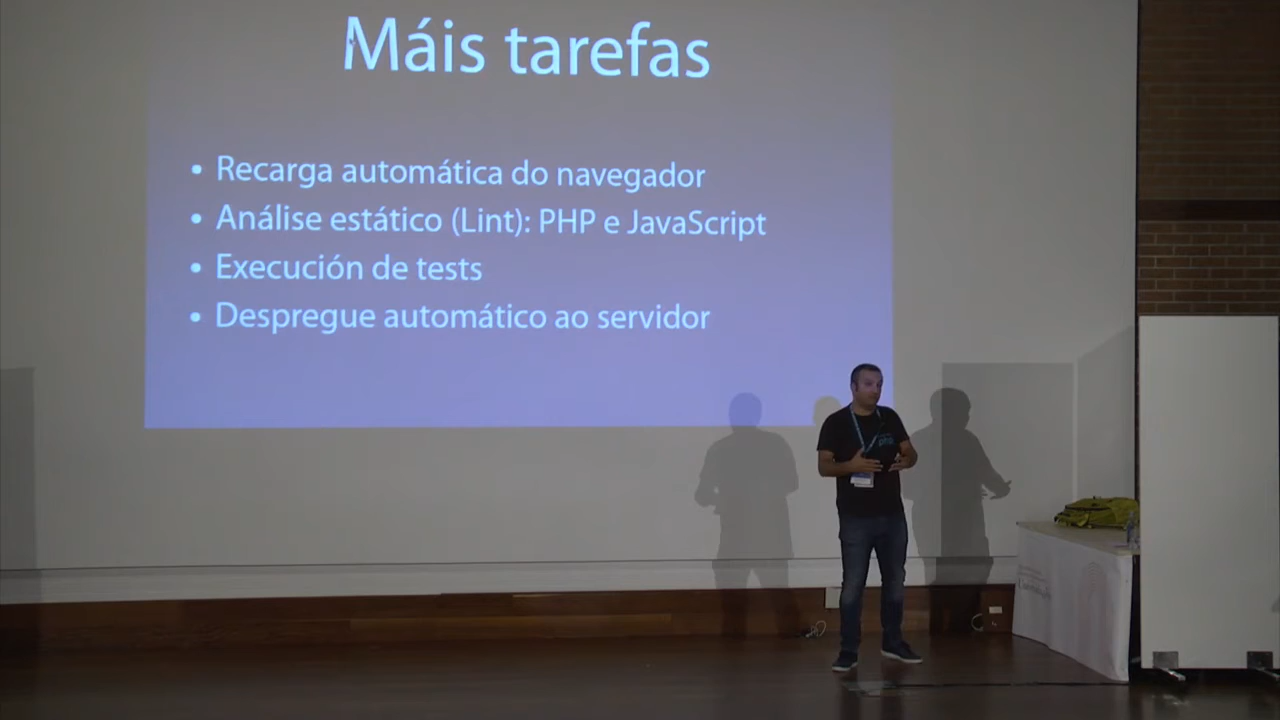 Máis tarefas
• Recarga automática do navegador
• Análise estático (Lint): PHP e JavaScript
• Execución de tests
• Despregue automático ao servidor